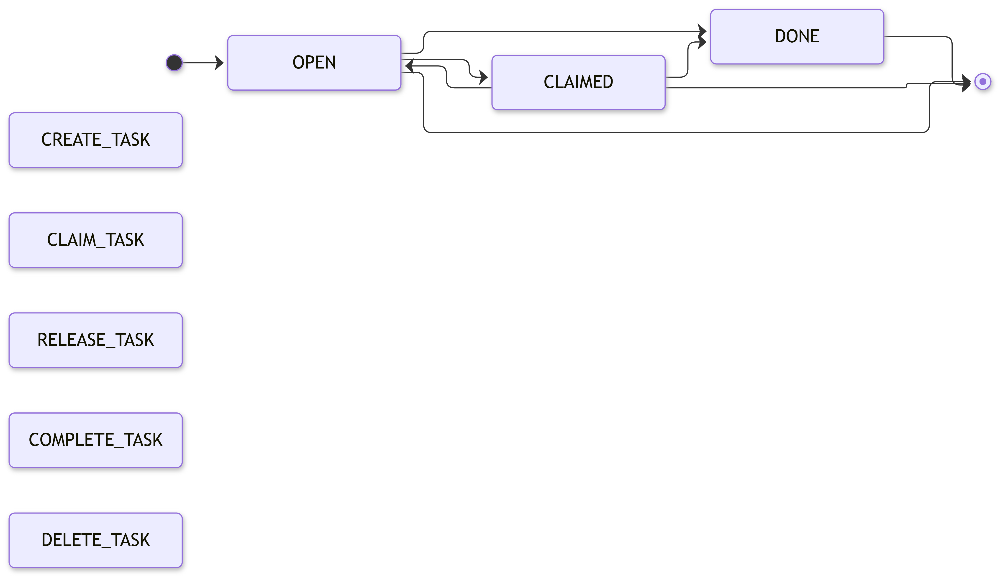 DONE
OPEN
CLAIMED
CREATE_TASK
CLAIM_TASK
RELEASE_TASK
COMPLETE_TASK
DELETE_TASK